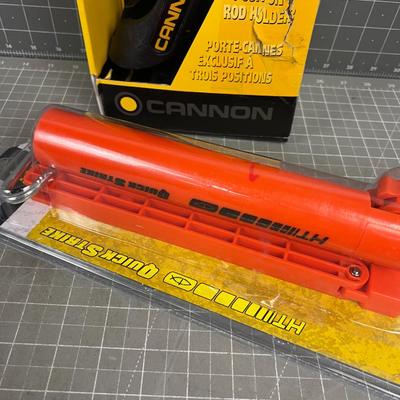 CANNON
ROD HOLDER
PORTE-CANNES
EXCLUSIF À
TROIS POSITIONS
CANNON
HT QUICK STRIKE
HT QUICK STRIKE